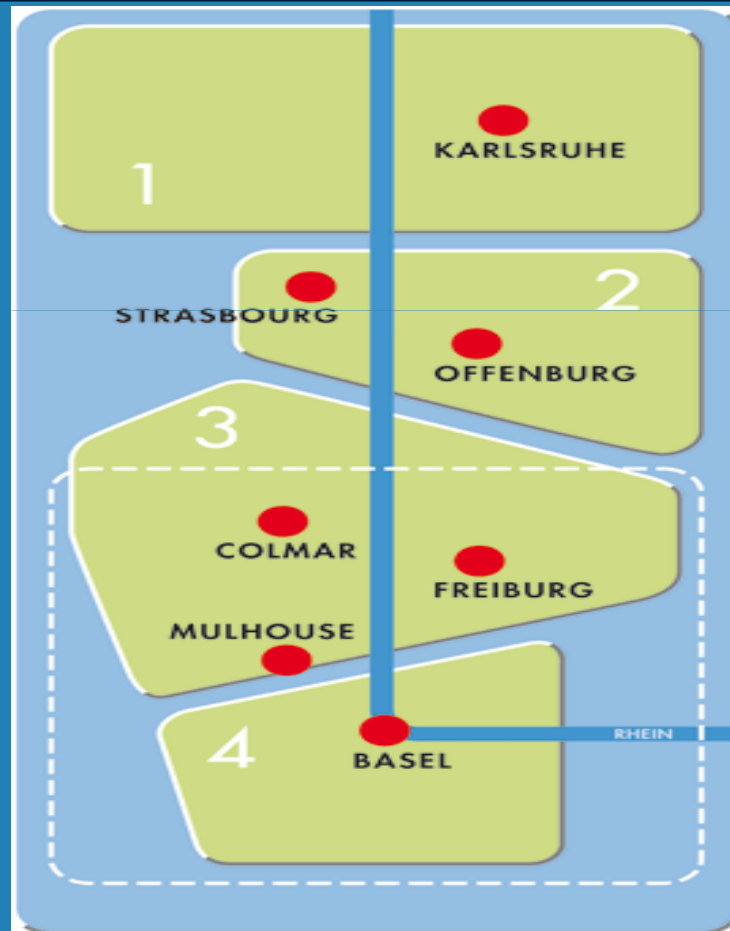 KARLSRUHE
1
2
STRASBOURG
OFFENBURG
3
COLMAR
FREIBURG
MULHOUSE
4
RHEIN
BASEL